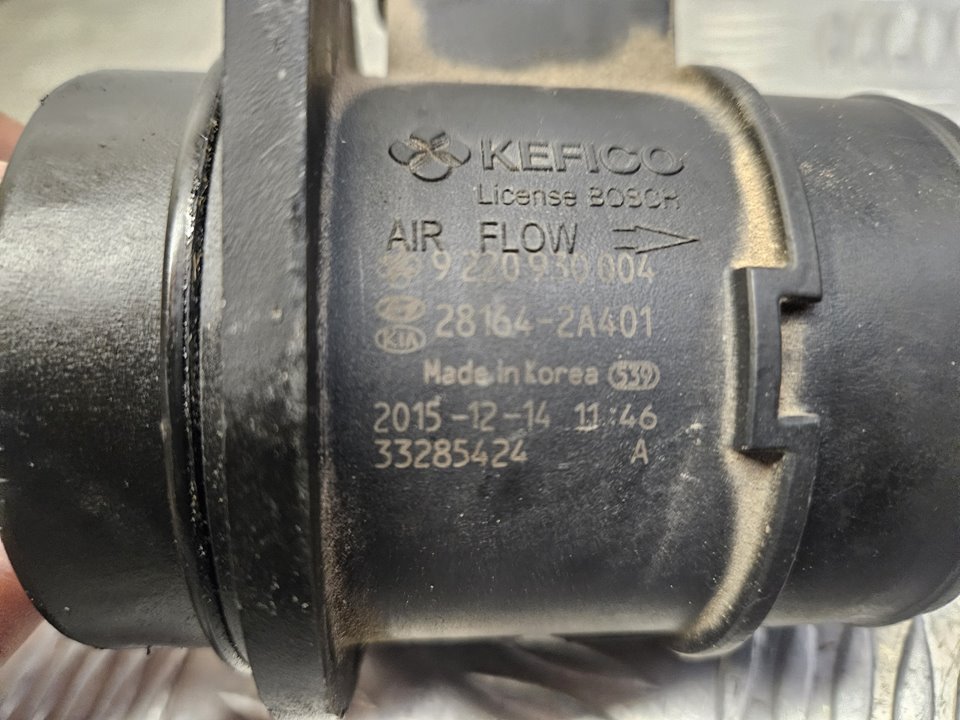 KEFICO
License BOSCH
AIR FLOW
9 220 930 004
28164-2A401
KIA
Made in Korea 539
2015-12-14 11:46
33285424 A